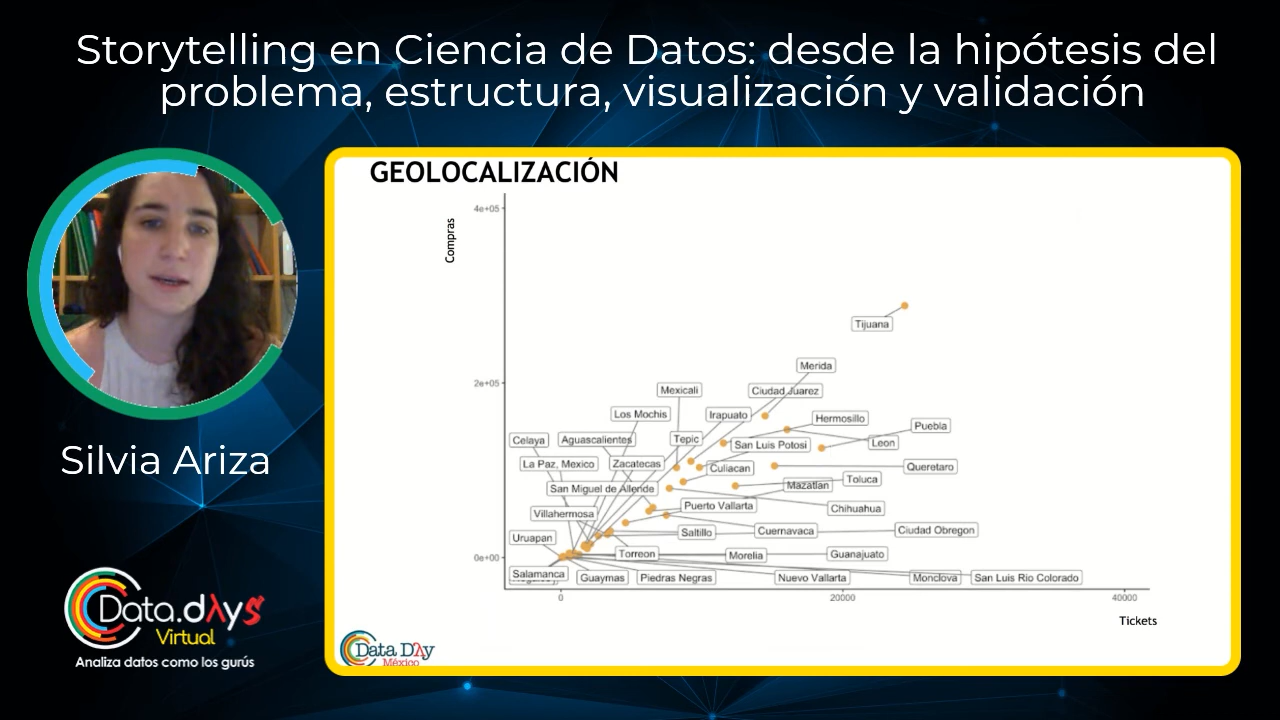 Storytelling en Ciencia de Datos: desde la hipótesis del
problema, estructura, visualización y validación
GEOLOCALIZACIÓN
4e+05
Compras
Tijuana
Merida
2e+05
Mexicali
Ciudad Juarez
Los Mochis
Irapuato
Hermosillo
Puebla
Celaya
Aguascalientes
Tepic
San Luis Potosi
Leon
La Paz, Mexico
Zacatecas
Culiacan
Queretaro
San Miguel de Allende
Mazatlan
Toluca
Villahermosa
Puerto Vallarta
Chihuahua
Uruapan
Saltillo
Cuernavaca
Ciudad Obregon
0e+00
Torreon
Morelia
Guanajuato
Salamanca
Guaymas
Piedras Negras
Nuevo Vallarta
Monclova
San Luis Rio Colorado
0
20000
40000
Tickets
Data Day
México
Silvia Ariza
Data.days
Virtual
Analiza datos como los gurús